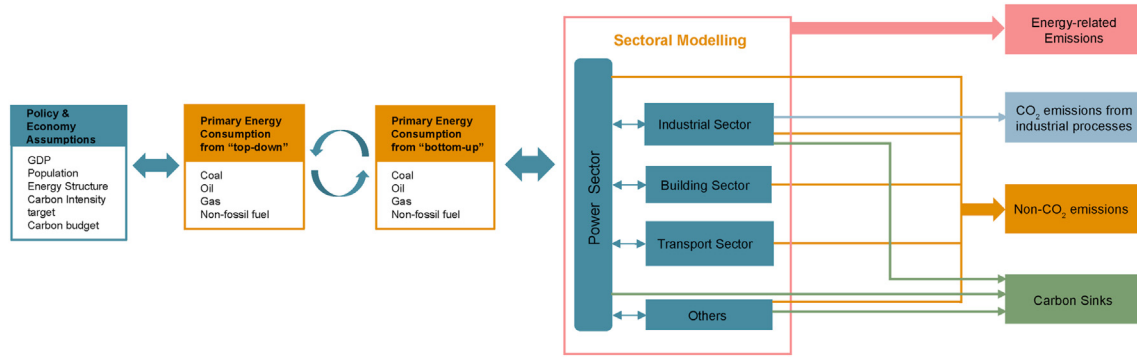 Policy &
Economy
Assumptions
GDP
Population
Energy Structure
Carbon Intensity
target
Carbon budget
Primary Energy
Consumption
from “top-down”
Coal
Oil
Gas
Non-fossil fuel
Primary Energy
Consumption
from “bottom-up”
Coal
Oil
Gas
Non-fossil fuel
Sectoral Modelling
Power Sector
Industrial Sector
Building Sector
Transport Sector
Others
Energy-related
Emissions
CO₂ emissions from
industrial processes
Non-CO₂ emissions
Carbon Sinks